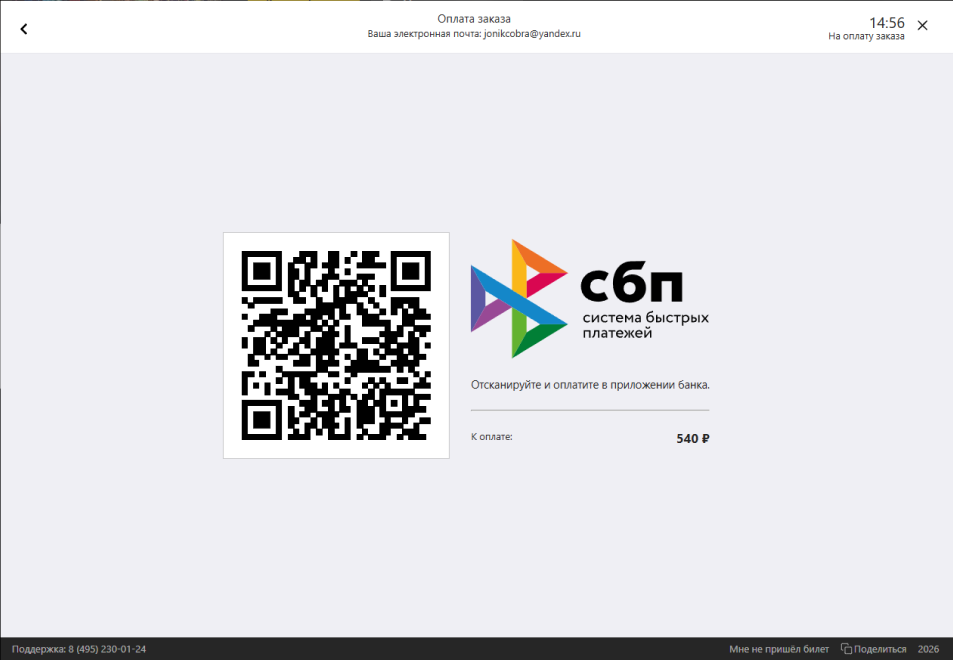 Оплата заказа
Ваша электронная почта: jonikcobra@yandex.ru
14:56
На оплату заказа
сбп
система быстрых
платежей
Отсканируйте и оплатите в приложении банка.
К оплате:
540 ₽
Поддержка: 8 (495) 230-01-24
Мне не пришёл билет
Поделиться
2026